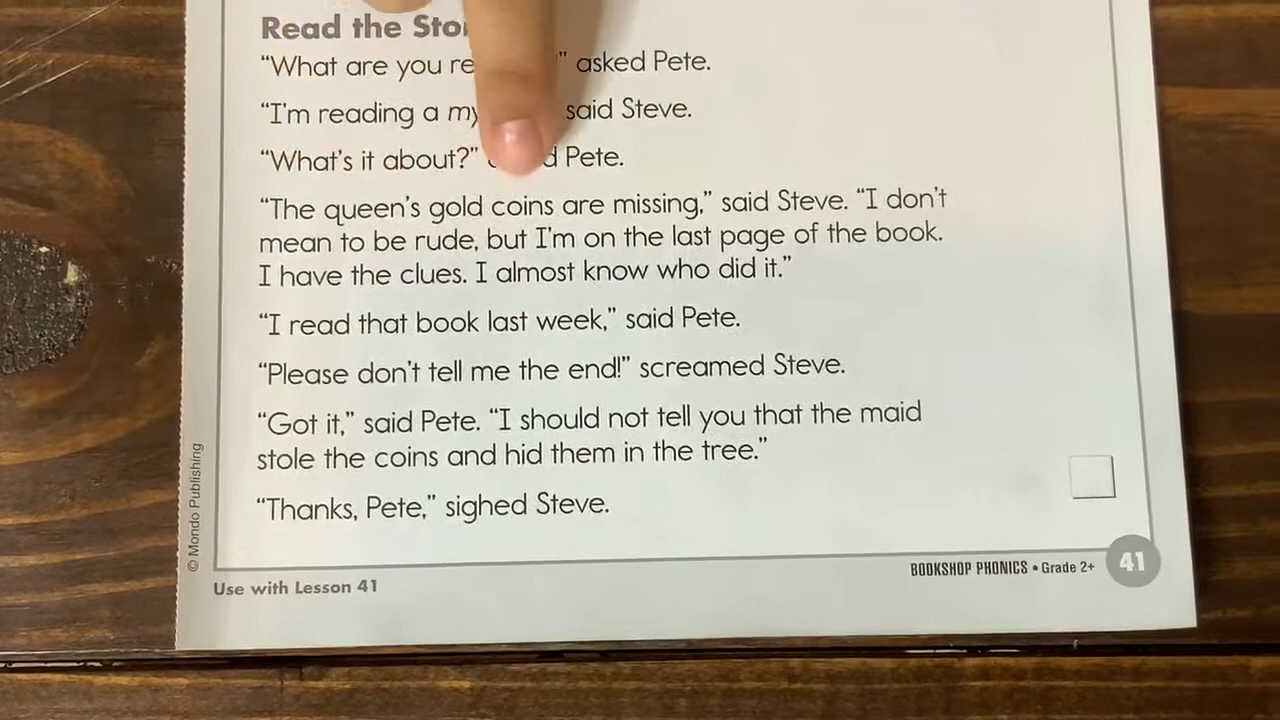 Read the
“What are you asked Pete.
“I'm reading a said Steve.
“What's it about?” Pete.
“The queen's gold coins are missing,” said Steve. “I don't
mean to be rude, but I'm on the last page of the book.
I have the clues. I almost know who did it.”
“I read that book last week,” said Pete.
“Please don't tell me the end!” screamed Steve.
“Got it,” said Pete. “I should not tell you that the maid
stole the coins and hid them in the tree.”
“Thanks, Pete,” sighed Steve.
© Mondo Publishing
Use with Lesson 41
BOOKSHOP PHONICS • Grade 2+ 41